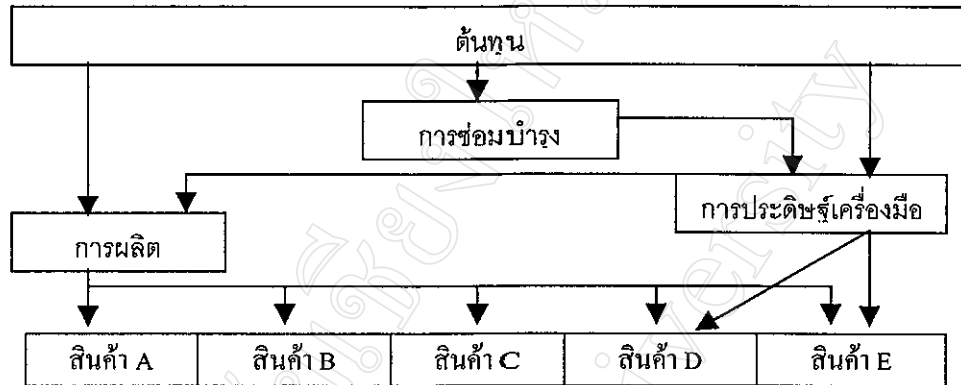 ต้นทุน
การซ่อมบำรุง
การประดิษฐ์เครื่องมือ
การผลิต
สินค้า A สินค้า B สินค้า C สินค้า D สินค้า E